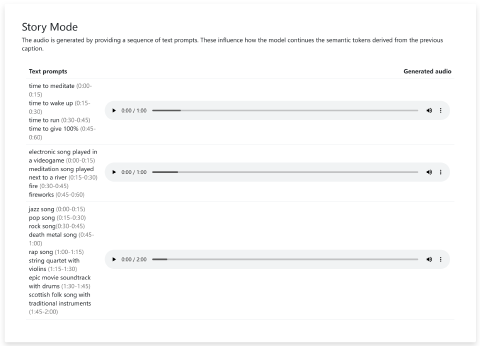 Story Mode
The audio is generated by providing a sequence of text prompts. These influence how the model continues the semantic tokens derived from the previous
caption.
Text prompts
Generated audio
time to meditate (0:00-
0:15)
time to wake up (0:15-
0:30)
time to run (0:30-0:45)
time to give 100% (0:45-
0:60)
0:00 / 1:00
electronic song played in
a videogame (0:00-0:15)
meditation song played
next to a river (0:15-0:30)
fire (0:30-0:45)
fireworks (0:45-0:60)
0:00 / 1:00
jazz song (0:00-0:15)
pop song (0:15-0:30)
rock song(0:30-0:45)
death metal song (0:45-
1:00)
rap song (1:00-1:15)
string quartet with
violins (1:15-1:30)
epic movie soundtrack
with drums (1:30-1:45)
scottish folk song with
traditional instruments
(1:45-2:00)
0:00 / 2:00